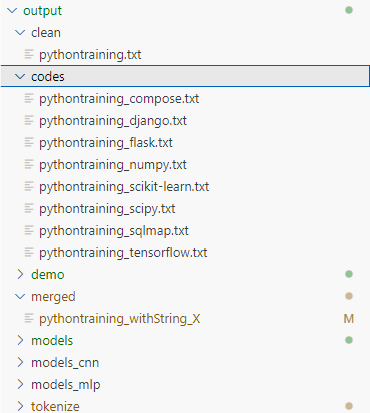 output
clean
pythontraining.txt
codes
pythontraining_compose.txt
pythontraining_django.txt
pythontraining_flask.txt
pythontraining_numpy.txt
pythontraining_scikit-learn.txt
pythontraining_scipy.txt
pythontraining_sqlmap.txt
pythontraining_tensorflow.txt
demo
merged
pythontraining_withString_X M
models
models_cnn
models_mlp
tokenize